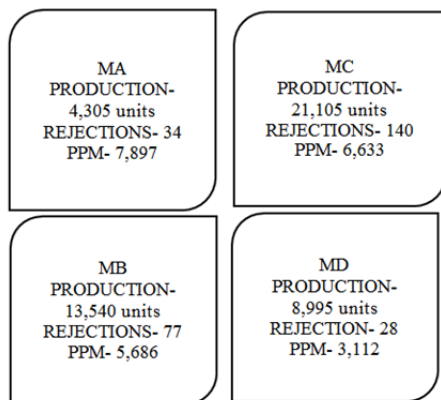 MA
PRODUCTION-
4,305 units
REJECTIONS- 34
PPM- 7,897
MC
PRODUCTION-
21,105 units
REJECTIONS- 140
PPM- 6,633
MB
PRODUCTION-
13,540 units
REJECTIONS- 77
PPM- 5,686
MD
PRODUCTION-
8,995 units
REJECTION- 28
PPM- 3,112